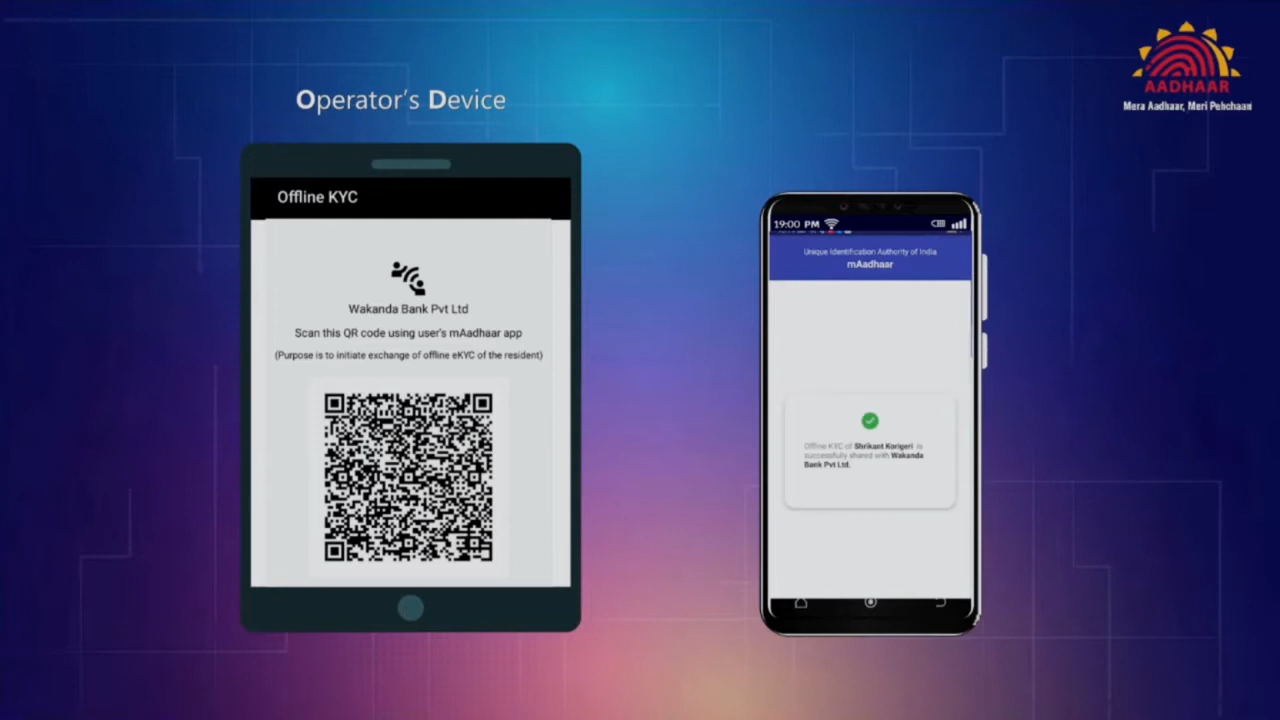 Operator's Device
Offline KYC
Wakanda Bank Pvt Ltd
Scan this QR code using user's mAadhaar app
(Purpose is to initiate exchange of offline eKYC of the resident)
AADHAAR
Mera Aadhaar, Meri Pehchaan
19:00 PM
Unique Identification Authority of India
mAadhaar
Offline KYC of Shrikant Korigeri is
successfully shared with Wakanda
Bank Pvt Ltd.